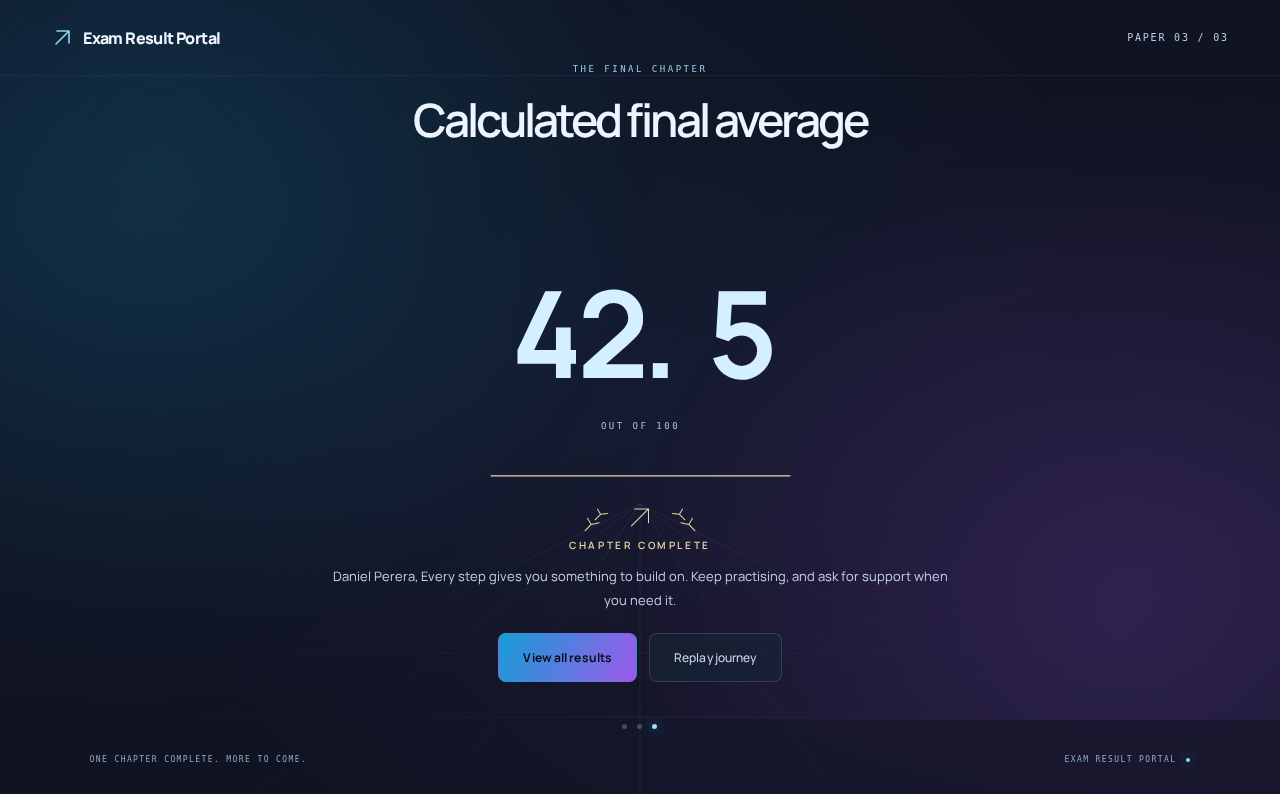 Exam Result Portal
PAPER 03 / 03
THE FINAL CHAPTER
Calculated final average
42. 5
OUT OF 100
CHAPTER COMPLETE
Daniel Perera, Every step gives you something to build on. Keep practising, and ask for support when
you need it.
View all results
Replay journey
ONE CHAPTER COMPLETE. MORE TO COME.
EXAM RESULT PORTAL